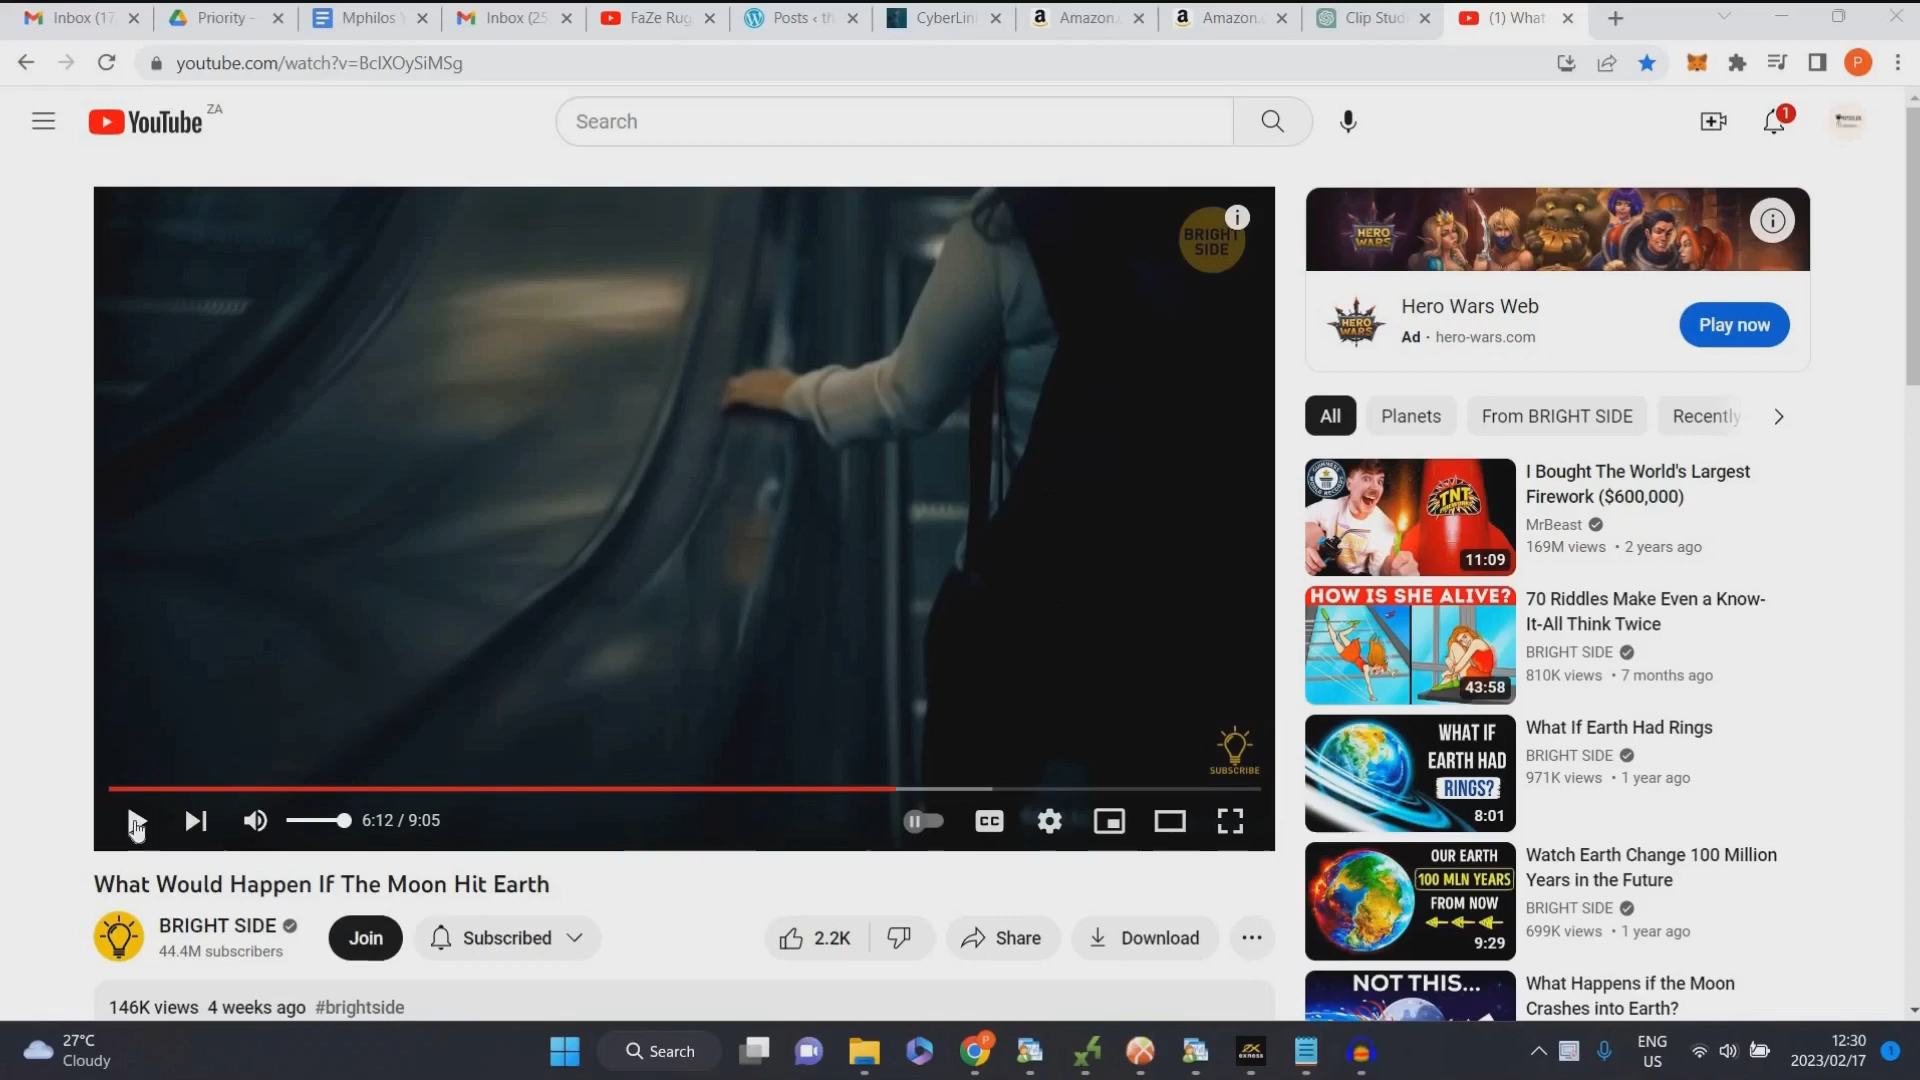 Inbox (17
Priority -
Mphilos
Inbox (25
FaZe Rug
Posts ‹ th
CyberLin
Amazon.
Amazon.
Clip Stud
(1) What
youtube.com/watch?v=BcIXOySiMSg
P
YouTube ZA
Search
1
BRIGHT
SIDE
SUBSCRIBE
6:12 / 9:05
CC
What Would Happen If The Moon Hit Earth
BRIGHT SIDE
44.4M subscribers
Join
Subscribed
2.2K
Share
Download
146K views 4 weeks ago #brightside
HERO
WARS
HERO
WARS
Hero Wars Web
Ad · hero-wars.com
Play now
All
Planets
From BRIGHT SIDE
Recently
TNT
11:09
I Bought The World's Largest
Firework ($600,000)
MrBeast
169M views • 2 years ago
HOW IS SHE ALIVE?
43:58
70 Riddles Make Even a Know-
It-All Think Twice
BRIGHT SIDE
810K views • 7 months ago
WHAT IF
EARTH HAD
RINGS?
8:01
What If Earth Had Rings
BRIGHT SIDE
971K views • 1 year ago
OUR EARTH
100 MLN YEARS
FROM NOW
9:29
Watch Earth Change 100 Million
Years in the Future
BRIGHT SIDE
699K views • 1 year ago
NOT THIS...
What Happens if the Moon
Crashes into Earth?
27°C
Cloudy
Search
P
exness
ENG
US
12:30
2023/02/17
1